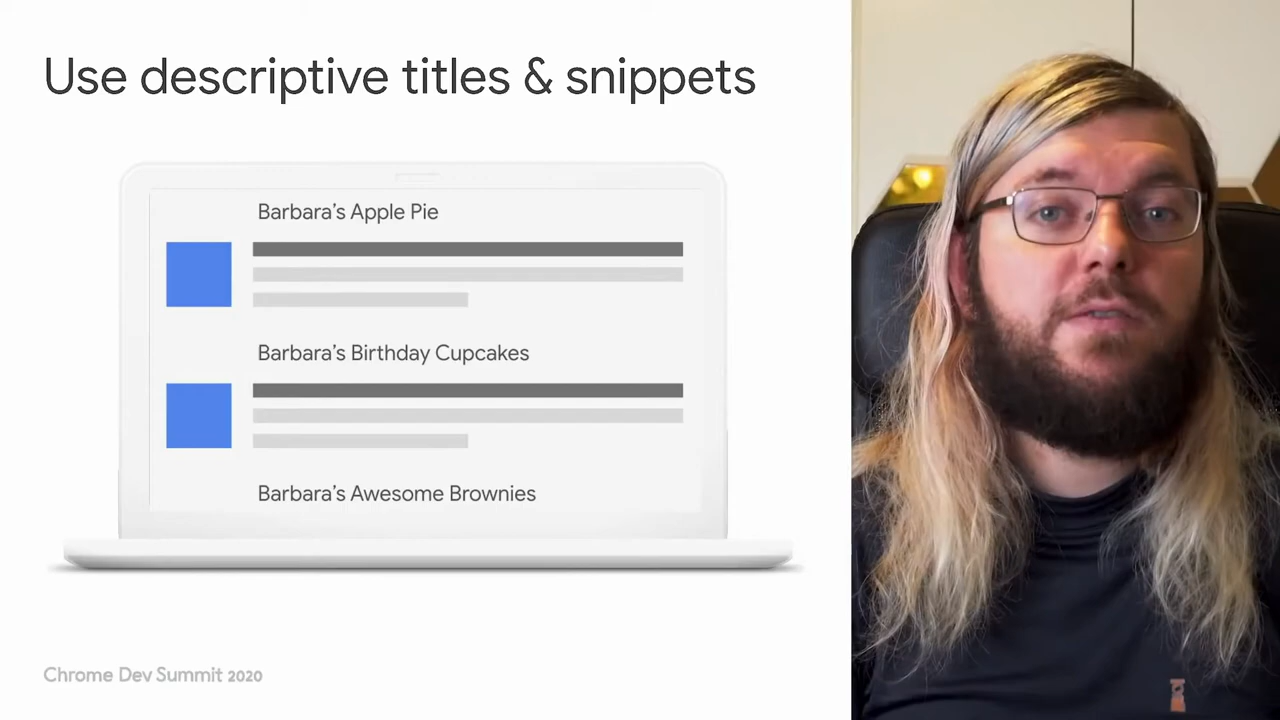 Use descriptive titles & snippets
Barbara’s Apple Pie
Barbara’s Birthday Cupcakes
Barbara’s Awesome Brownies
Chrome Dev Summit 2020